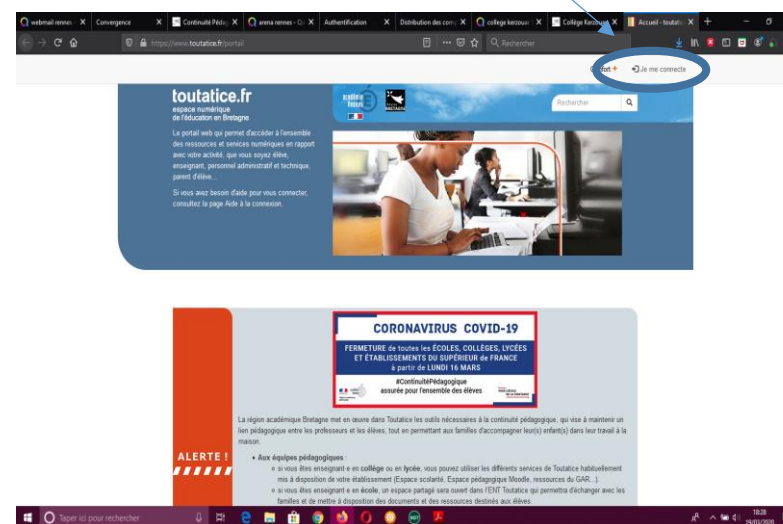 webmail rennes
Convergence
Continuité Pédag
arena rennes - Q
Authentification
Distribution des com
college kerzouar
Collège Kerzouar
Accueil - toutatice
https://www.toutatice.fr/portail
Rechercher
Je me connecte
toutatice.fr
espace numérique
de l'éducation en Bretagne
Rechercher
Le portail web qui permet d'accéder à l'ensemble
des ressources et services numériques en rapport
avec votre activité, que vous soyez élève,
enseignant, personnel administratif et technique,
parent d'élève...
Si vous avez besoin d'aide pour vous connecter,
consultez la page Aide à la connexion.
CORONAVIRUS COVID-19
FERMETURE de toutes les ÉCOLES, COLLÈGES, LYCÉES
ET ÉTABLISSEMENTS DU SUPÉRIEUR de FRANCE
à partir de LUNDI 16 MARS
#ContinuitéPédagogique
assurée pour l'ensemble des élèves
La région académique Bretagne met en œuvre dans Toutatice les outils nécessaires à la continuité pédagogique, qui vise à maintenir un
lien pédagogique entre les professeurs et les élèves, tout en permettant aux familles d'accompagner leur(s) enfant(s) dans leur travail à la
maison.
ALERTE !
• Aux équipes pédagogiques :
o si vous êtes enseignant·e en collège ou en lycée, vous pouvez utiliser les différents services de Toutatice habituellement
mis à disposition de votre établissement (Espace scolarité, Espace pédagogique Moodle, ressources du GAR...).
o si vous êtes enseignant·e en école, un espace partagé sera ouvert dans l'ENT Toutatice qui permettra d'échanger avec les
familles et de mettre à disposition des documents et des ressources destinés aux élèves.
Taper ici pour rechercher
18:28
19/03/2020